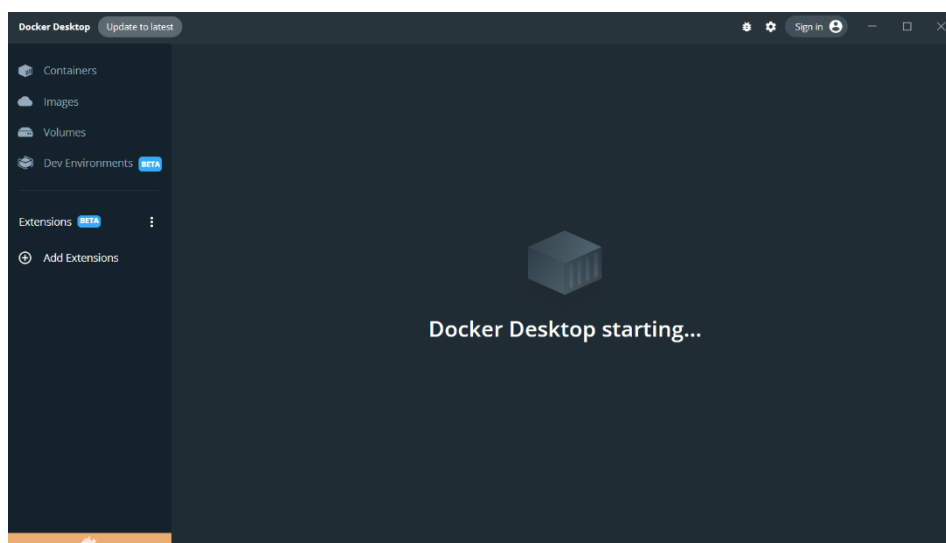 Docker Desktop Update to latest Sign in
Containers
Images
Volumes
Dev Environments BETA
Extensions BETA
Add Extensions
Docker Desktop starting...